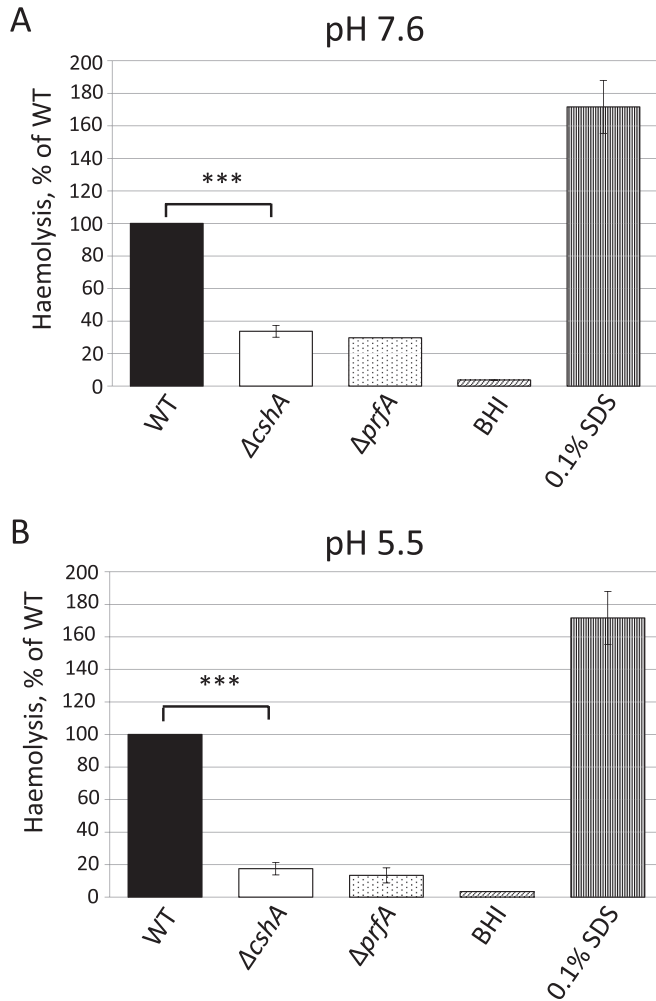 A
pH 7.6
Haemolysis, % of WT
200
180
160
140
120
100
80
60
40
20
0
***
WT
ΔcshA
ΔprfA
BHI
0.1% SDS
B
pH 5.5
Haemolysis, % of WT
200
180
160
140
120
100
80
60
40
20
0
***
WT
ΔcshA
ΔprfA
BHI
0.1% SDS